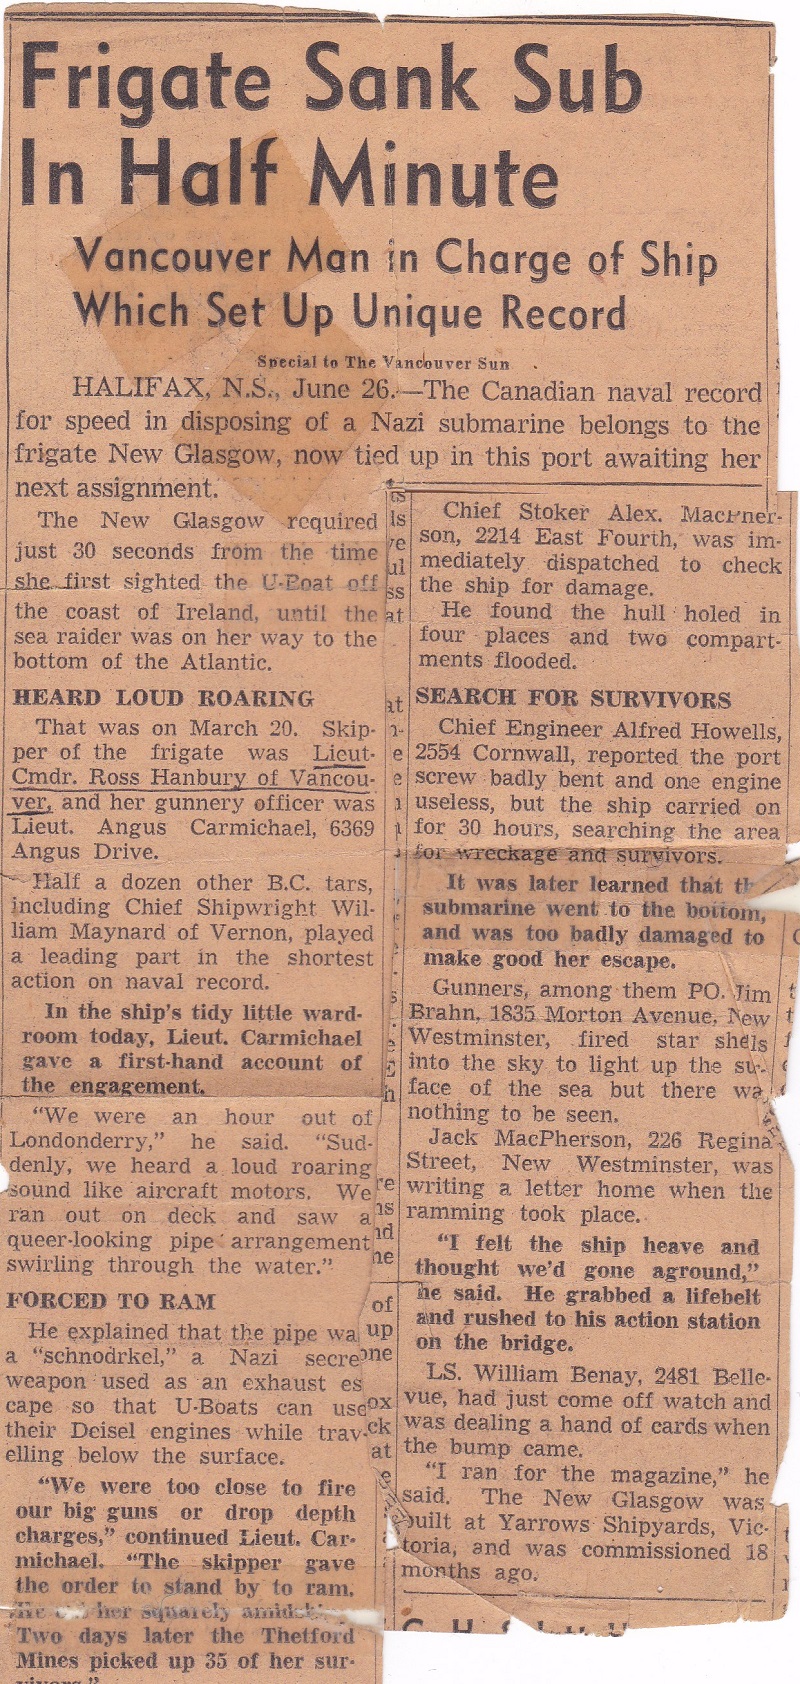 Frigate Sank Sub
In Half Minute
Vancouver Man in Charge of Ship
Which Set Up Unique Record
Special to The Vancouver Sun
HALIFAX, N.S., June 26.—The Canadian naval record
for speed in disposing of a Nazi submarine belongs to the
frigate New Glasgow, now tied up in this port awaiting her
next assignment.
The New Glasgow required
just 30 seconds from the time
she first sighted the U-Boat off
the coast of Ireland, until the
sea raider was on her way to the
bottom of the Atlantic.
HEARD LOUD ROARING
That was on March 20. Skip-
per of the frigate was Lieut-
Cmdr. Ross Hanbury of Vancou-
ver, and her gunnery officer was
Lieut. Angus Carmichael, 6369
Angus Drive.
Half a dozen other B.C. tars,
including Chief Shipwright Wil-
liam Maynard of Vernon, played
a leading part in the shortest
action on naval record.
In the ship's tidy little ward-
room today, Lieut. Carmichael
gave a first-hand account of
the engagement.
"We were an hour out of
Londonderry," he said. "Sud-
denly, we heard a loud roaring
sound like aircraft motors. We
ran out on deck and saw a
queer-looking pipe arrangement
swirling through the water."
FORCED TO RAM
He explained that the pipe wa
a "schnodrkel," a Nazi secre
weapon used as an exhaust es
cape so that U-Boats can use
their Deisel engines while trav-
elling below the surface.
"We were too close to fire
our big guns or drop depth
charges," continued Lieut. Car-
michael. "The skipper gave
the order to stand by to ram.
her squarely
Two days later the Thetford
Mines picked up 35 of her sur-
vivors."
Chief Stoker Alex. MacPher-
son, 2214 East Fourth, was im-
mediately dispatched to check
the ship for damage.
He found the hull holed in
four places and two compart-
ments flooded.
SEARCH FOR SURVIVORS
Chief Engineer Alfred Howells,
2554 Cornwall, reported the port
screw badly bent and one engine
useless, but the ship carried on
for 30 hours, searching the area
for wreckage and survivors.
It was later learned that th
submarine went to the bottom,
and was too badly damaged to
make good her escape.
Gunners, among them PO. Jim
Brahn, 1835 Morton Avenue, New
Westminster, fired star shells
into the sky to light up the su-
face of the sea but there wa
nothing to be seen.
Jack MacPherson, 226 Regina
Street, New Westminster, was
writing a letter home when the
ramming took place.
"I felt the ship heave and
thought we'd gone aground,"
he said. He grabbed a lifebelt
and rushed to his action station
on the bridge.
LS. William Benay, 2481 Belle-
vue, had just come off watch and
was dealing a hand of cards when
the bump came.
"I ran for the magazine," he
said. The New Glasgow was
built at Yarrows Shipyards, Vic-
toria, and was commissioned 18
months ago.